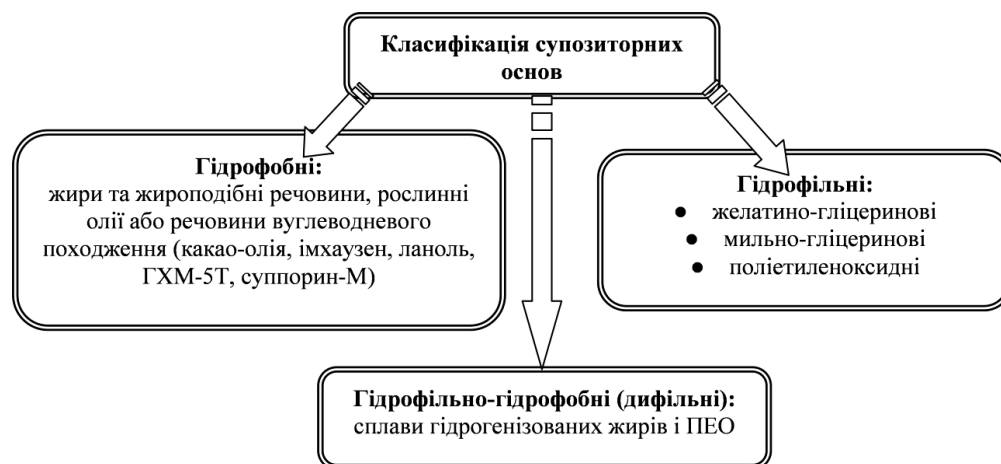 Класифікація супозиторних
основ
Гідрофобні:
жири та жироподібні речовини, рослинні
олії або речовини вуглеводневого
походження (какао-олія, імхаузен, ланоль,
ГХМ-5Т, суппорин-М)
Гідрофільні:
● желатино-гліцеринові
● мильно-гліцеринові
● поліетиленоксидні
Гідрофільно-гідрофобні (дифільні):
сплави гідрогенізованих жирів і ПЕО